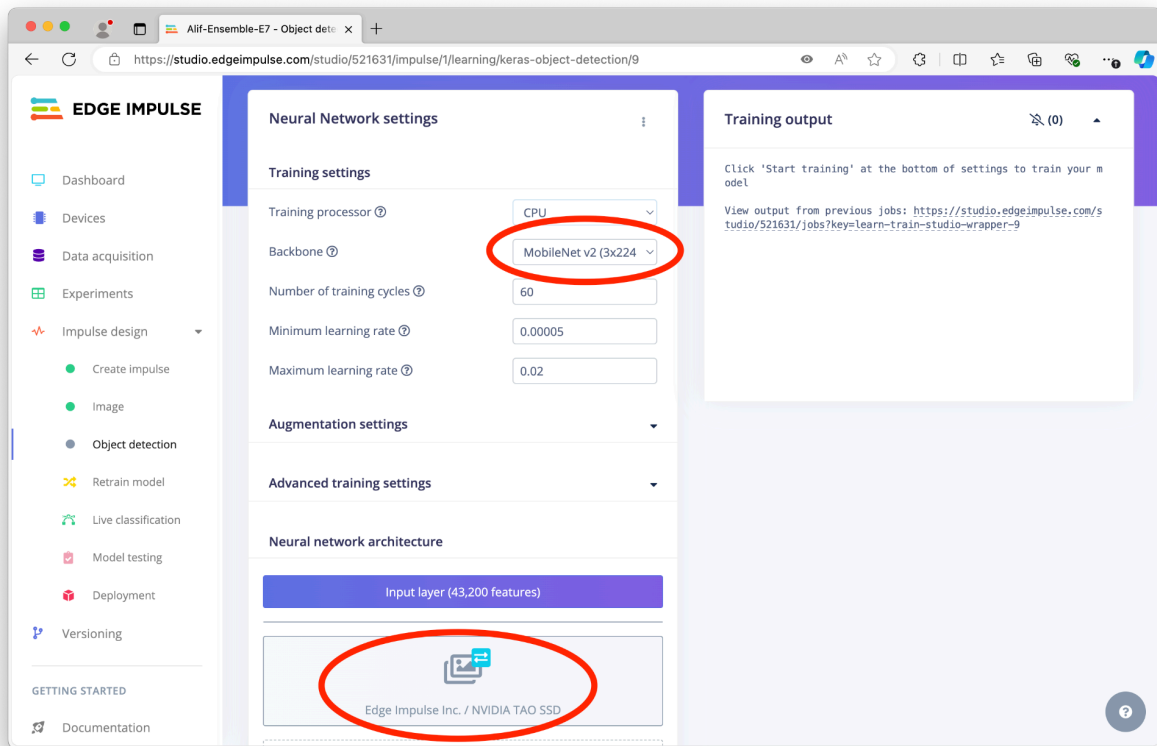 Alif-Ensemble-E7 - Object dete
https://studio.edgeimpulse.com/studio/521631/impulse/1/learning/keras-object-detection/9
EDGE IMPULSE
Dashboard
Devices
Data acquisition
Experiments
Impulse design
Create impulse
Image
Object detection
Retrain model
Live classification
Model testing
Deployment
Versioning
GETTING STARTED
Documentation
Neural Network settings
Training settings
Training processor
CPU
Backbone
MobileNet v2 (3x224
Number of training cycles
60
Minimum learning rate
0.00005
Maximum learning rate
0.02
Augmentation settings
Advanced training settings
Neural network architecture
Input layer (43,200 features)
Edge Impulse Inc. / NVIDIA TAO SSD
Training output
(0)
Click 'Start training' at the bottom of settings to train your m
odel
View output from previous jobs: https://studio.edgeimpulse.com/s
tudio/521631/jobs?key=learn-train-studio-wrapper-9